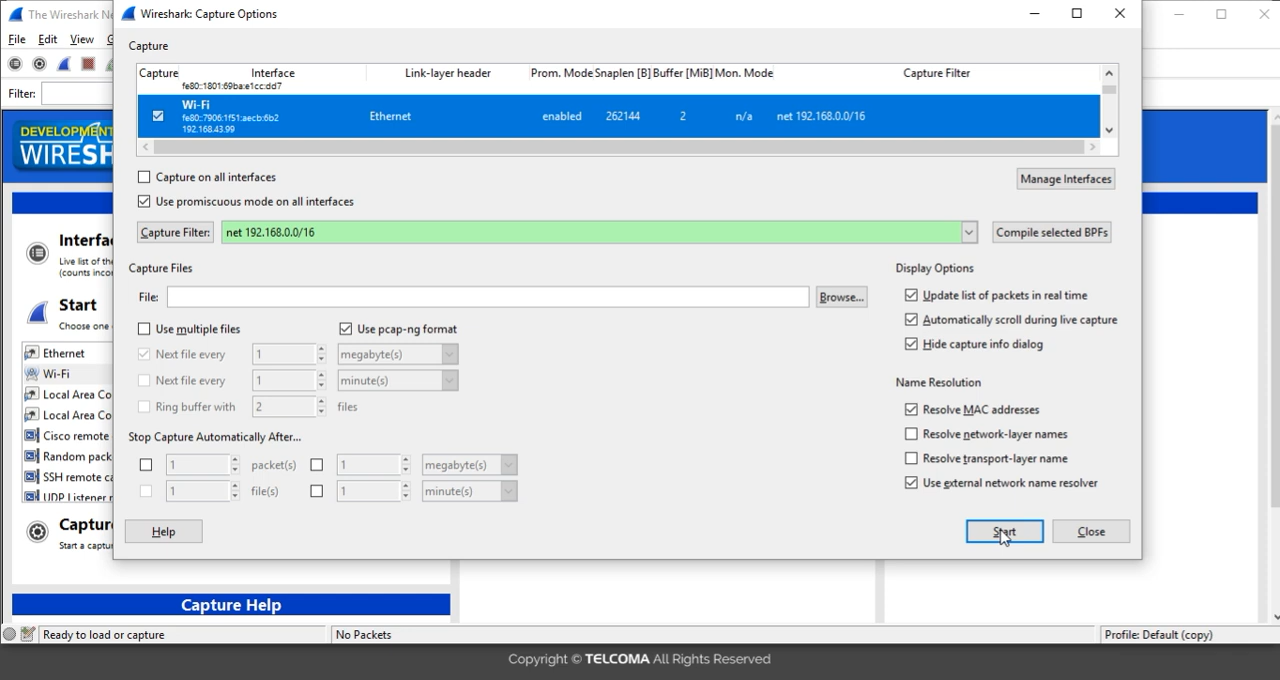 The Wireshark Ne
Wireshark: Capture Options
File Edit View G
Filter:
DEVELOPMENT
WIRESH
Capture
Capture Interface Link-layer header Prom. Mode Snaplen [B] Buffer [MiB] Mon. Mode Capture Filter
fe80::1801:69ba:e1cc:dd7
Wi-Fi
fe80::7906:1f51:aecb:6b2
192.168.43.99
Ethernet enabled 262144 2 n/a net 192.168.0.0/16
Capture on all interfaces
Manage Interfaces
Use promiscuous mode on all interfaces
Capture Filter: net 192.168.0.0/16 Compile selected BPFs
Capture Files
File: Browse...
Use multiple files Use pcap-ng format
Next file every 1 megabyte(s)
Next file every 1 minute(s)
Ring buffer with 2 files
Stop Capture Automatically After...
1 packet(s) 1 megabyte(s)
1 file(s) 1 minute(s)
Display Options
Update list of packets in real time
Automatically scroll during live capture
Hide capture info dialog
Name Resolution
Resolve MAC addresses
Resolve network-layer names
Resolve transport-layer name
Use external network name resolver
Help Start Close
Interfa
Live list of the
(counts incor
Start
Choose one
Ethernet
Wi-Fi
Local Area Co
Local Area Co
Cisco remote
Random pack
SSH remote ca
UDP Listener r
Captur
Start a captur
Capture Help
Ready to load or capture No Packets Profile: Default (copy)
Copyright © TELCOMA All Rights Reserved